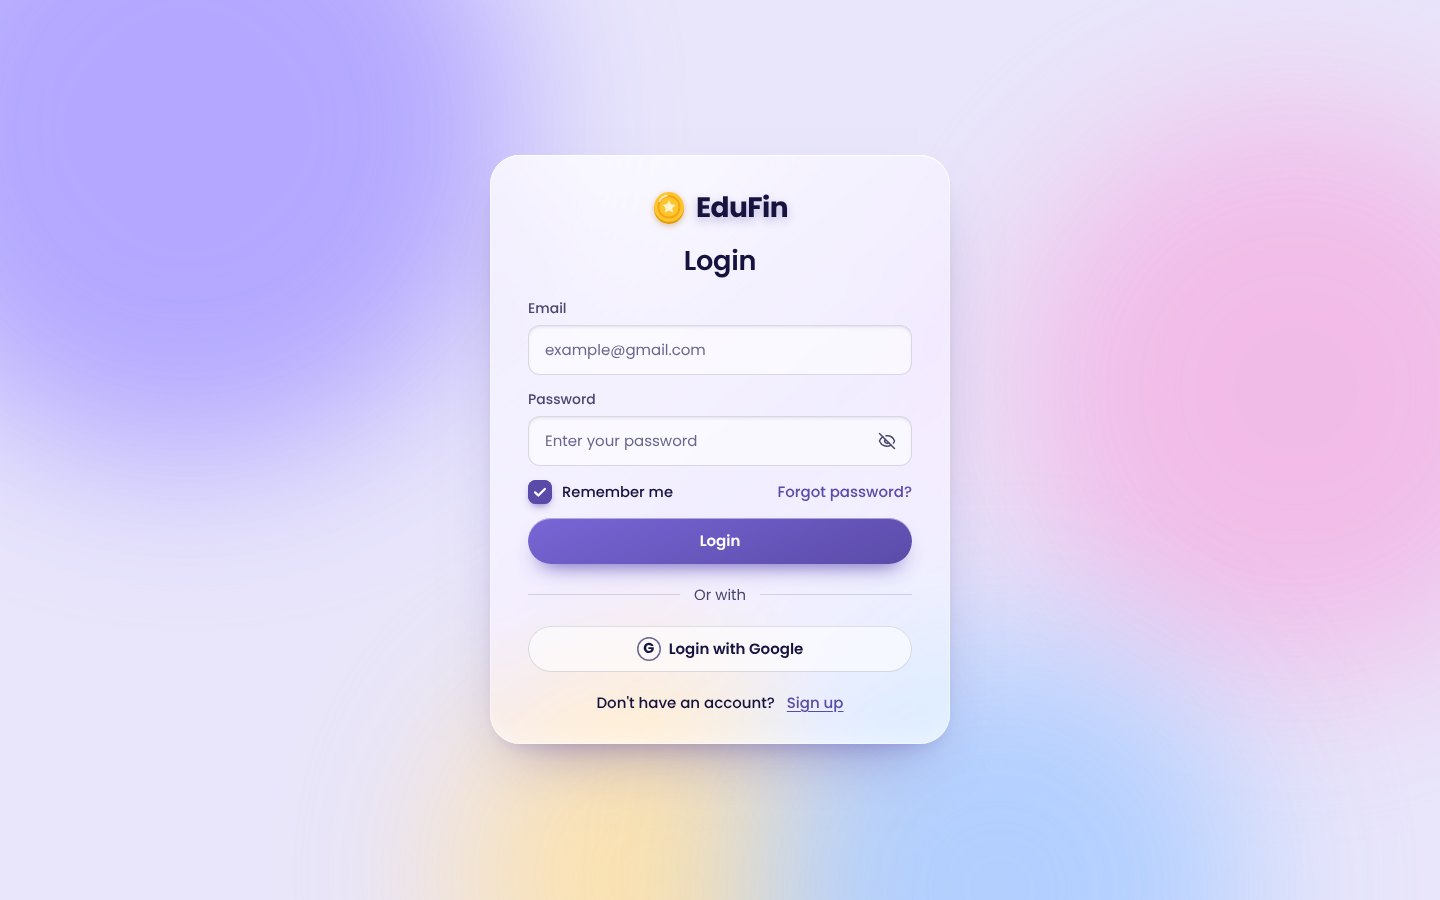 EduFin
Login
Email
example@gmail.com
Password
Enter your password
Remember me Forgot password?
Login
Or with
G Login with Google
Don't have an account? Sign up